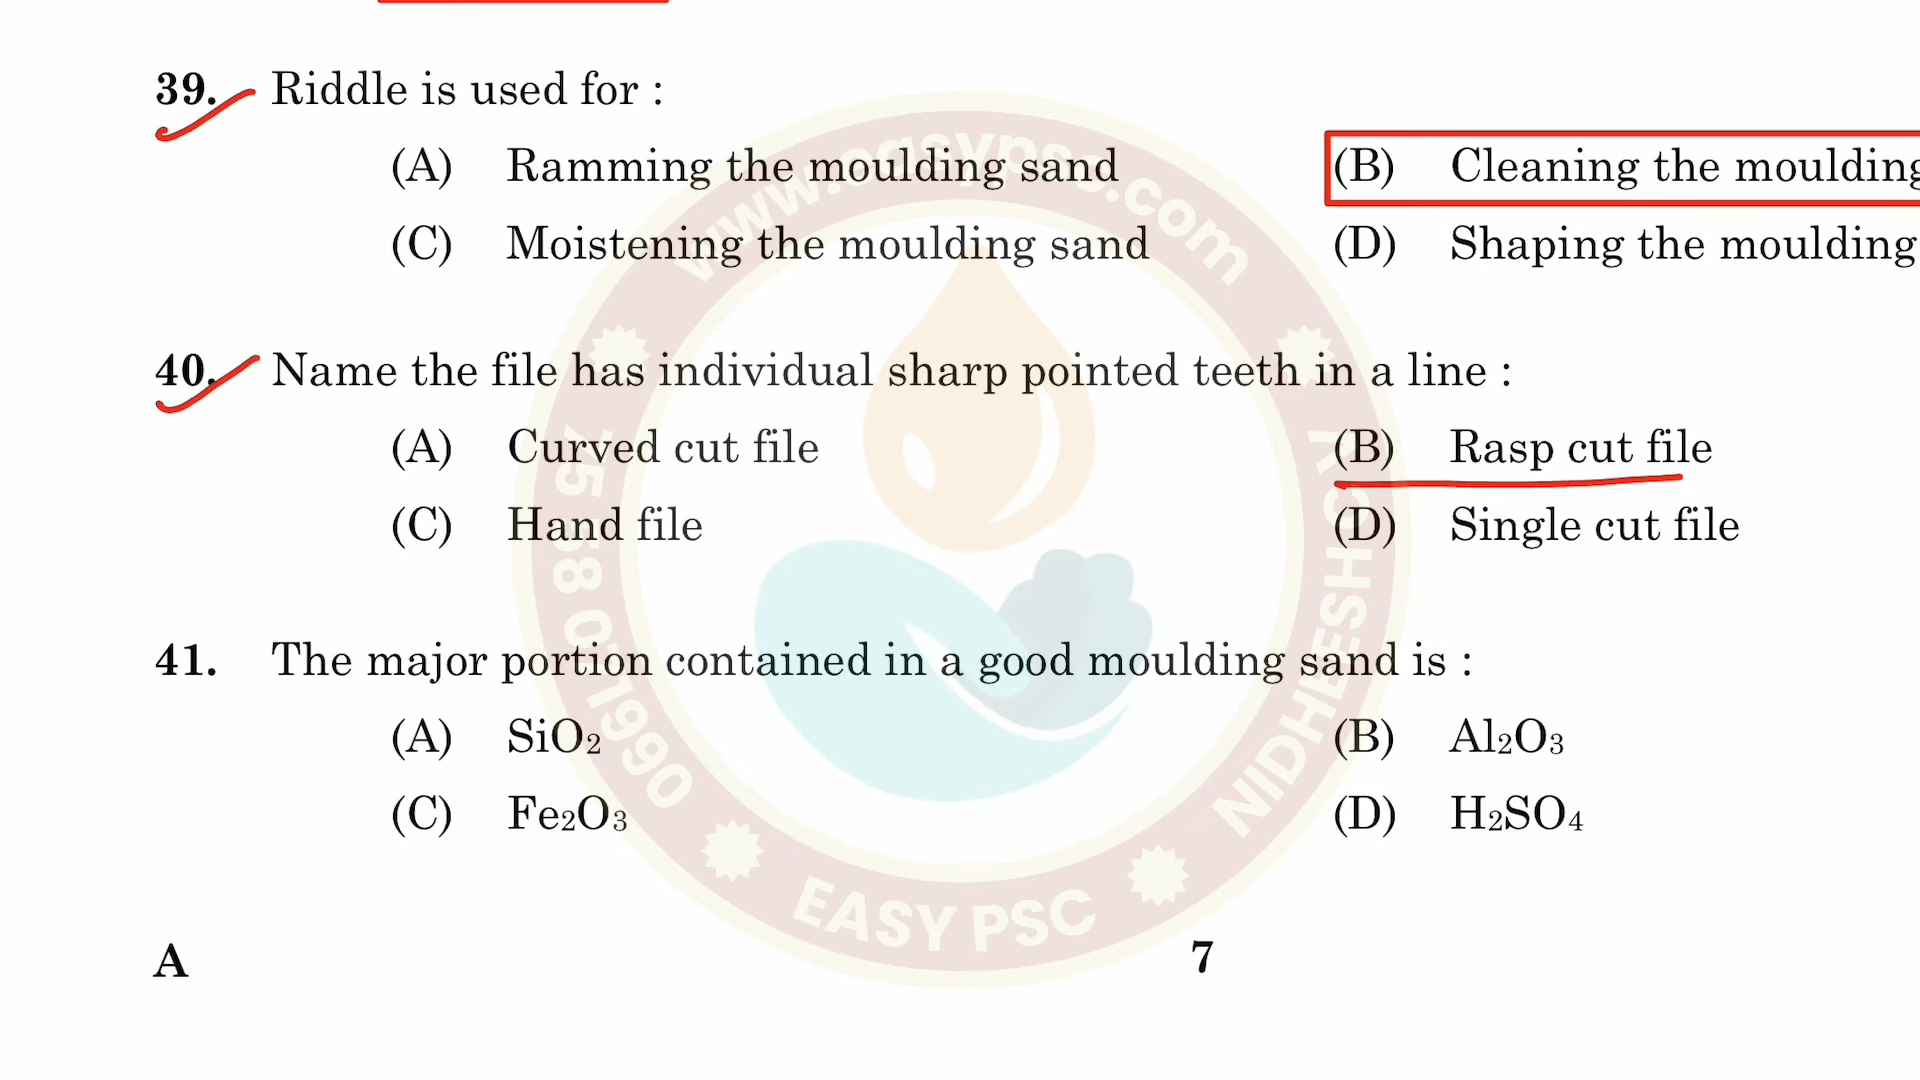 39. Riddle is used for :
(A) Ramming the moulding sand (B) Cleaning the moulding
(C) Moistening the moulding sand (D) Shaping the moulding
40. Name the file has individual sharp pointed teeth in a line :
(A) Curved cut file (B) Rasp cut file
(C) Hand file (D) Single cut file
41. The major portion contained in a good moulding sand is :
(A) SiO₂ (B) Al₂O₃
(C) Fe₂O₃ (D) H₂SO₄
A 7
www.easypsc.com
EASY PSC